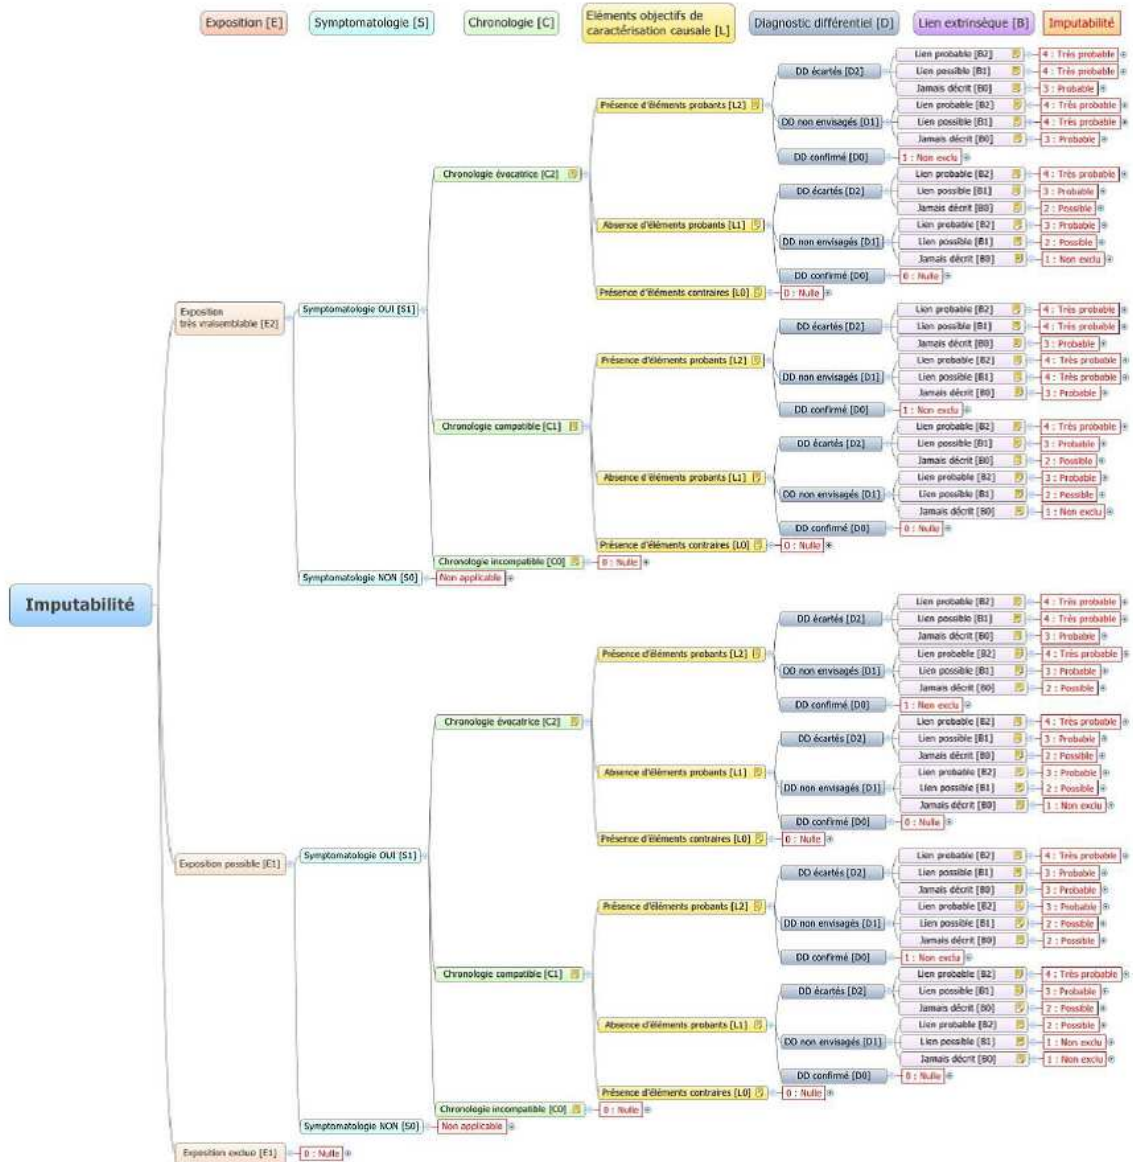 Exposition [E]
Symptomatologie [S]
Chronologie [C]
Eléments objectifs de
caractérisation causale [L]
Diagnostic différentiel [D]
Lien extrinsèque [B]
Imputabilité
Lien probable [B2] 4 : Très probable
DD écartés [D2] Lien possible [B1] 4 : Très probable
Jamais décrit [B0] 3 : Probable
Présence d'éléments probants [L2] Lien probable [B2] 4 : Très probable
DD non envisagés [D1] Lien possible [B1] 4 : Très probable
Jamais décrit [B0] 3 : Probable
DD confirmé [D0] 1 : Non exclu
Chronologie évocatrice [C2] Lien probable [B2] 4 : Très probable
DD écartés [D2] Lien possible [B1] 3 : Probable
Jamais décrit [B0] 2 : Possible
Absence d'éléments probants [L1] Lien probable [B2] 3 : Probable
DD non envisagés [D1] Lien possible [B1] 2 : Possible
Jamais décrit [B0] 1 : Non exclu
DD confirmé [D0] 0 : Nulle
Présence d'éléments contraires [L0] 0 : Nulle
Exposition
très vraisemblable [E2]
Symptomatologie OUI [S1] Lien probable [B2] 4 : Très probable
DD écartés [D2] Lien possible [B1] 4 : Très probable
Jamais décrit [B0] 3 : Probable
Présence d'éléments probants [L2] Lien probable [B2] 4 : Très probable
DD non envisagés [D1] Lien possible [B1] 4 : Très probable
Jamais décrit [B0] 3 : Probable
DD confirmé [D0] 1 : Non exclu
Chronologie compatible [C1] Lien probable [B2] 4 : Très probable
DD écartés [D2] Lien possible [B1] 3 : Probable
Jamais décrit [B0] 2 : Possible
Absence d'éléments probants [L1] Lien probable [B2] 3 : Probable
DD non envisagés [D1] Lien possible [B1] 2 : Possible
Jamais décrit [B0] 1 : Non exclu
DD confirmé [D0] 0 : Nulle
Présence d'éléments contraires [L0] 0 : Nulle
Chronologie incompatible [C0] 0 : Nulle
Symptomatologie NON [S0] Non applicable
Imputabilité
Lien probable [B2] 4 : Très probable
DD écartés [D2] Lien possible [B1] 4 : Très probable
Jamais décrit [B0] 3 : Probable
Présence d'éléments probants [L2] Lien probable [B2] 4 : Très probable
DD non envisagés [D1] Lien possible [B1] 3 : Probable
Jamais décrit [B0] 2 : Possible
DD confirmé [D0] 1 : Non exclu
Chronologie évocatrice [C2] Lien probable [B2] 4 : Très probable
DD écartés [D2] Lien possible [B1] 3 : Probable
Jamais décrit [B0] 2 : Possible
Absence d'éléments probants [L1] Lien probable [B2] 3 : Probable
DD non envisagés [D1] Lien possible [B1] 2 : Possible
Jamais décrit [B0] 1 : Non exclu
DD confirmé [D0] 0 : Nulle
Présence d'éléments contraires [L0] 0 : Nulle
Exposition possible [E1] Symptomatologie OUI [S1] Lien probable [B2] 4 : Très probable
DD écartés [D2] Lien possible [B1] 3 : Probable
Jamais décrit [B0] 3 : Probable
Présence d'éléments probants [L2] Lien probable [B2] 3 : Probable
DD non envisagés [D1] Lien possible [B1] 2 : Possible
Jamais décrit [B0] 2 : Possible
DD confirmé [D0] 1 : Non exclu
Chronologie compatible [C1] Lien probable [B2] 4 : Très probable
DD écartés [D2] Lien possible [B1] 3 : Probable
Jamais décrit [B0] 2 : Possible
Absence d'éléments probants [L1] Lien probable [B2] 2 : Possible
DD non envisagés [D1] Lien possible [B1] 1 : Non exclu
Jamais décrit [B0] 1 : Non exclu
DD confirmé [D0] 0 : Nulle
Présence d'éléments contraires [L0] 0 : Nulle
Chronologie incompatible [C0] 0 : Nulle
Symptomatologie NON [S0] Non applicable
Exposition exclue [E1] 0 : Nulle